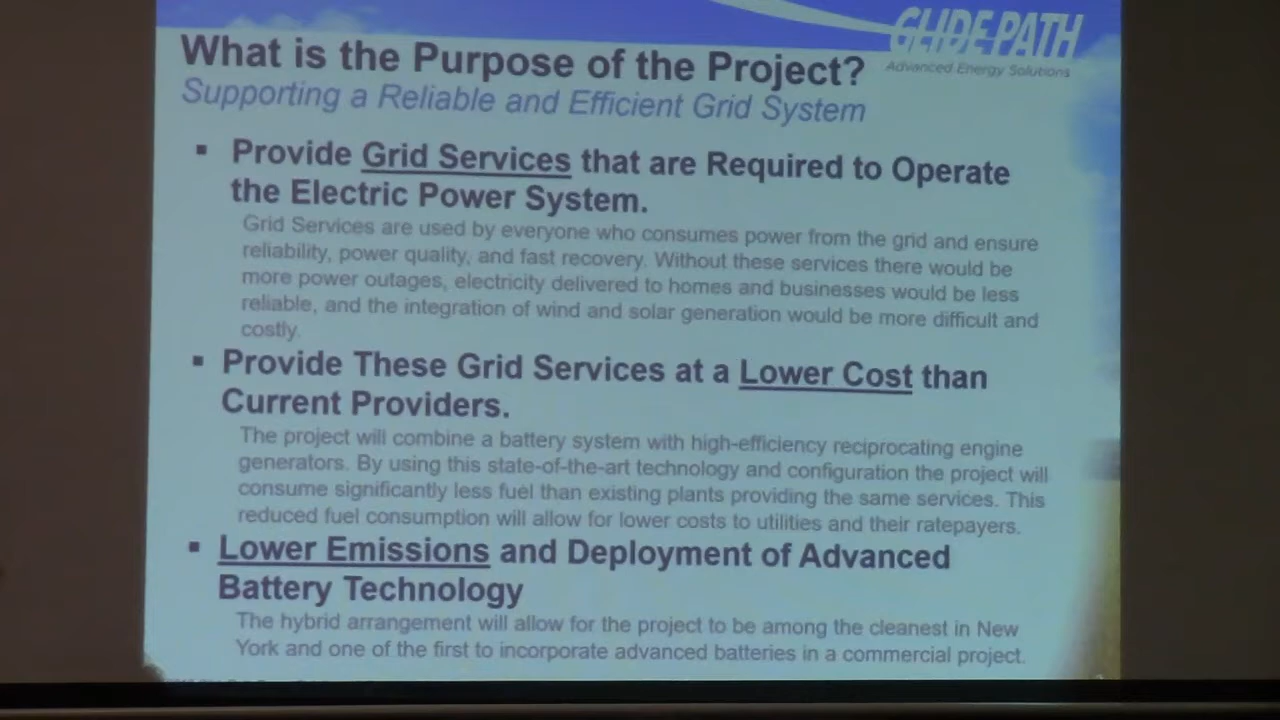 GLIDEPATH
Advanced Energy Solutions
What is the Purpose of the Project?
Supporting a Reliable and Efficient Grid System
▪ Provide Grid Services that are Required to Operate
the Electric Power System.
Grid Services are used by everyone who consumes power from the grid and ensure
reliability, power quality, and fast recovery. Without these services there would be
more power outages, electricity delivered to homes and businesses would be less
reliable, and the integration of wind and solar generation would be more difficult and
costly.
▪ Provide These Grid Services at a Lower Cost than
Current Providers.
The project will combine a battery system with high-efficiency reciprocating engine
generators. By using this state-of-the-art technology and configuration the project will
consume significantly less fuel than existing plants providing the same services. This
reduced fuel consumption will allow for lower costs to utilities and their ratepayers.
▪ Lower Emissions and Deployment of Advanced
Battery Technology
The hybrid arrangement will allow for the project to be among the cleanest in New
York and one of the first to incorporate advanced batteries in a commercial project.